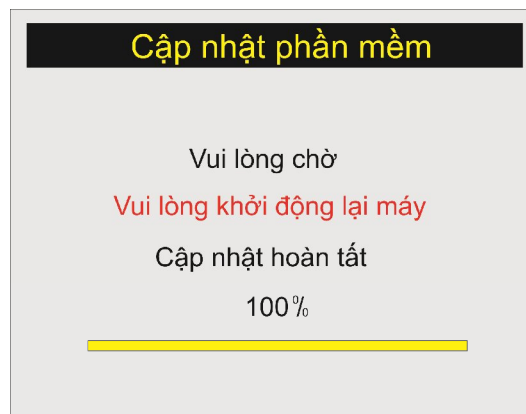 Cập nhật phần mềm
Vui lòng chờ
Vui lòng khởi động lại máy
Cập nhật hoàn tất
100%